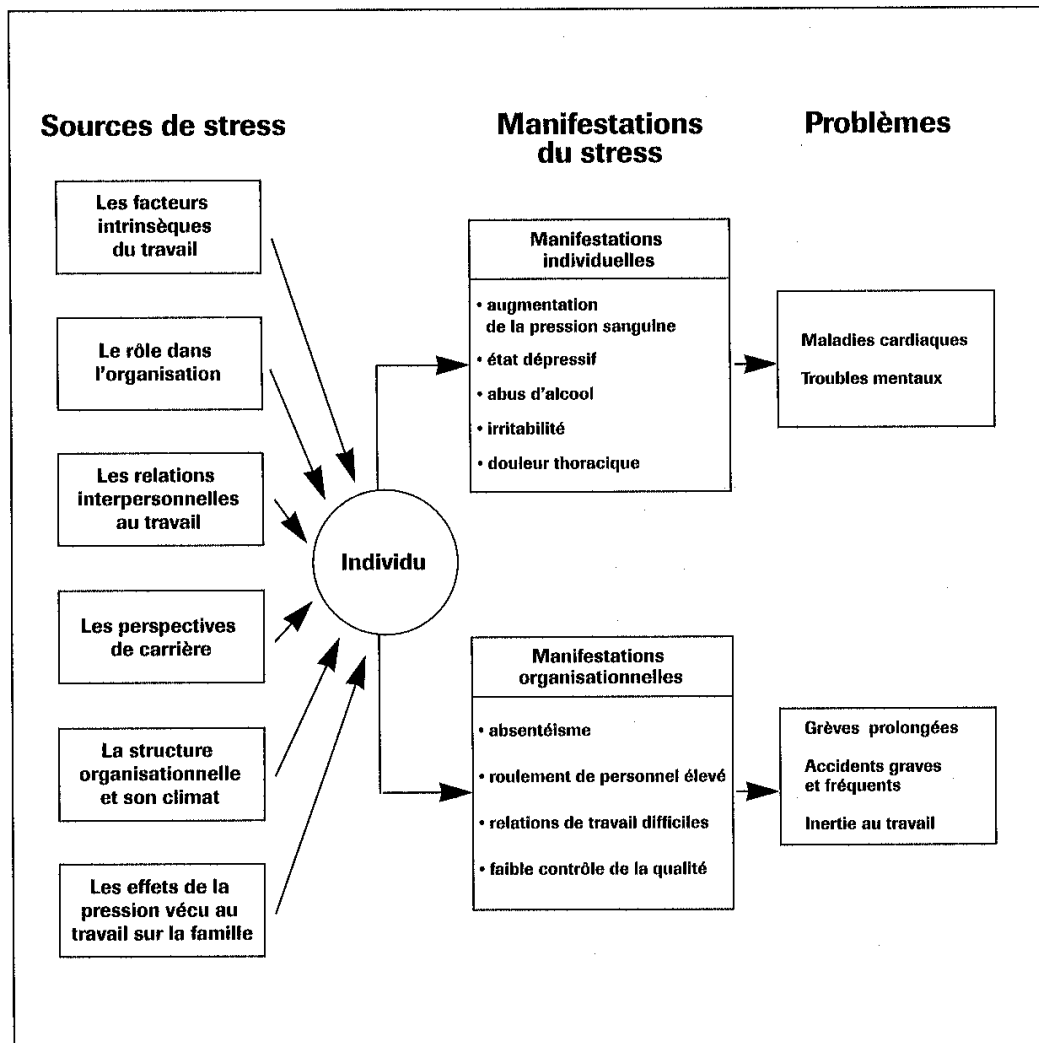 Sources de stress
Manifestations
du stress
Problèmes
Les facteurs
intrinsèques
du travail
Le rôle dans
l'organisation
Les relations
interpersonnelles
au travail
Les perspectives
de carrière
La structure
organisationnelle
et son climat
Les effets de la
pression vécu au
travail sur la famille
Individu
Manifestations
individuelles
• augmentation
de la pression sanguine
• état dépressif
• abus d'alcool
• irritabilité
• douleur thoracique
Maladies cardiaques
Troubles mentaux
Manifestations
organisationnelles
• absentéisme
• roulement de personnel élevé
• relations de travail difficiles
• faible contrôle de la qualité
Grèves prolongées
Accidents graves
et fréquents
Inertie au travail